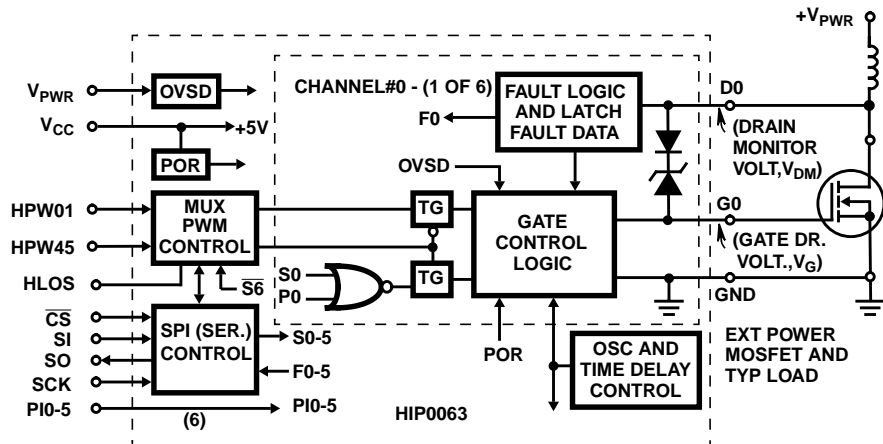 +VPWR
VPWR
OVSD
CHANNEL#0 - (1 OF 6)
FAULT LOGIC
AND LATCH
FAULT DATA
F0
D0
VCC
+5V
POR
(DRAIN
MONITOR
VOLT,VDM)
OVSD
HPW01
HPW45
MUX
PWM
CONTROL
TG
GATE
CONTROL
LOGIC
G0
(GATE DR.
VOLT.,VG)
HLOS
S6
S0
P0
TG
GND
CS
SI
SO
SCK
SPI (SER.)
CONTROL
S0-5
F0-5
POR
OSC AND
TIME DELAY
CONTROL
EXT POWER
MOSFET AND
TYP LOAD
PI0-5
(6)
PI0-5
HIP0063